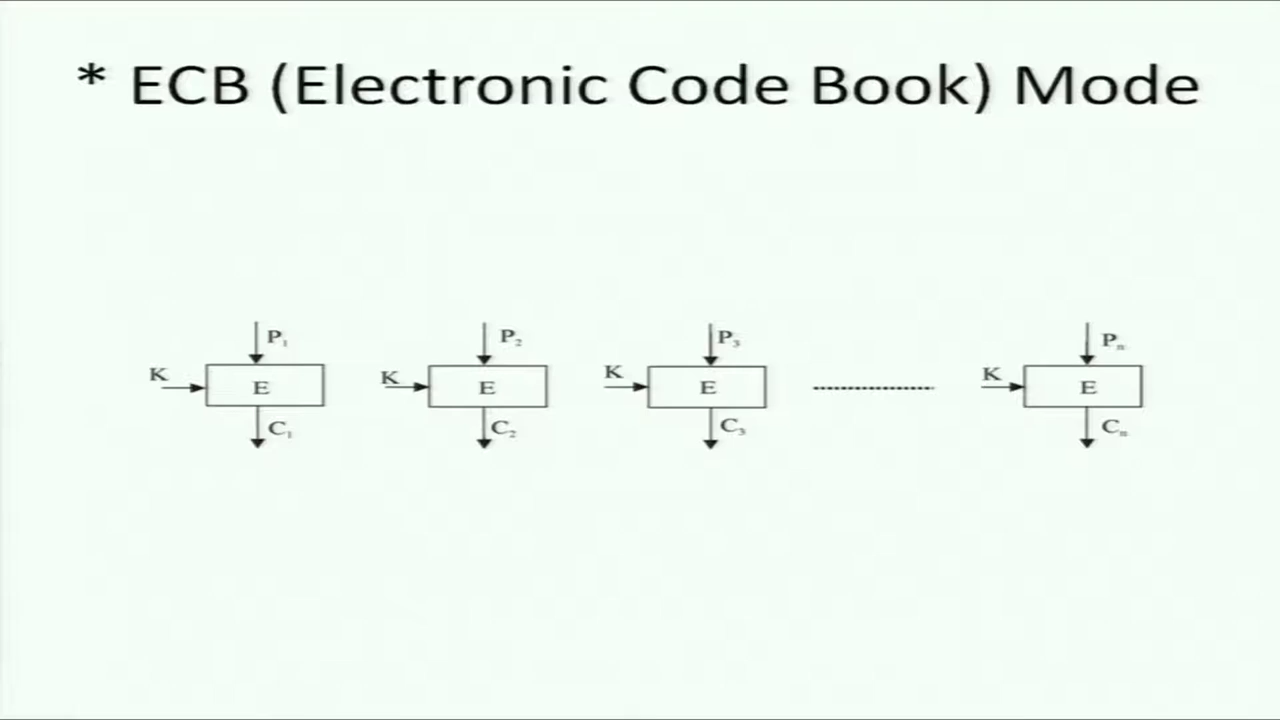 * ECB (Electronic Code Book) Mode
P₁ P₂ P₃ Pₙ
K E K E K E K E
C₁ C₂ C₃ Cₙ